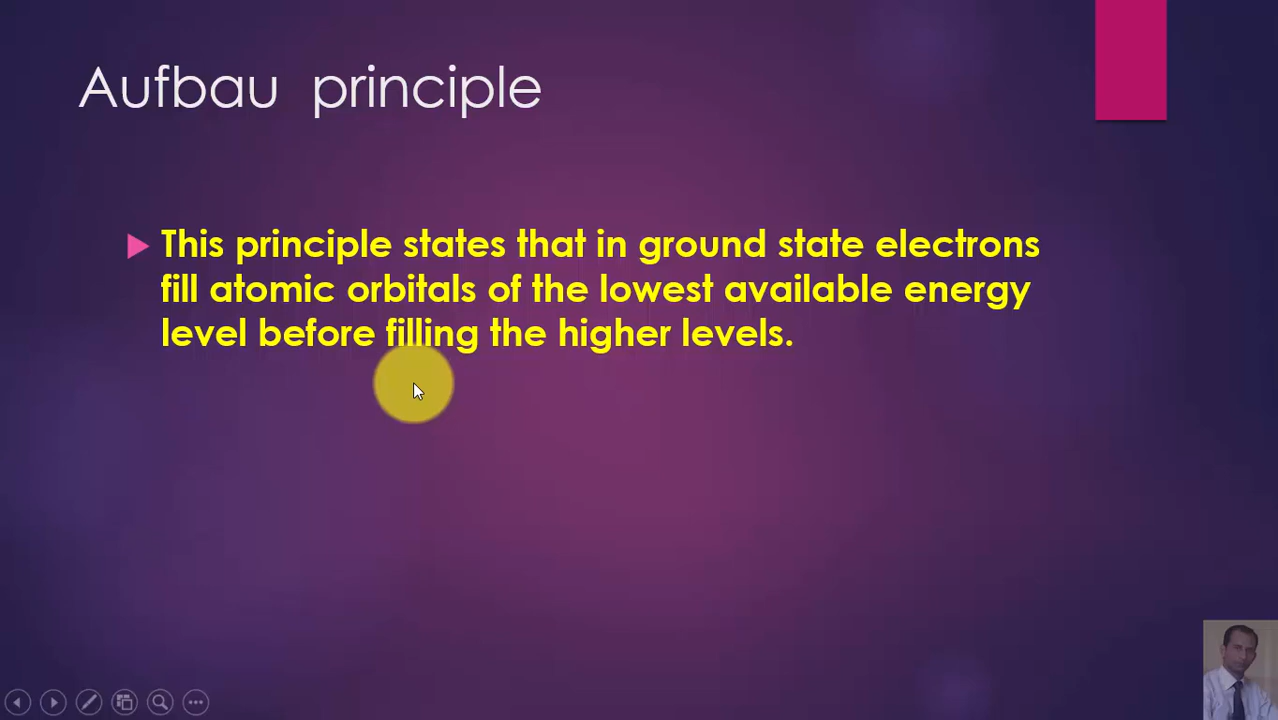 Aufbau principle
This principle states that in ground state electrons
fill atomic orbitals of the lowest available energy
level before filling the higher levels.